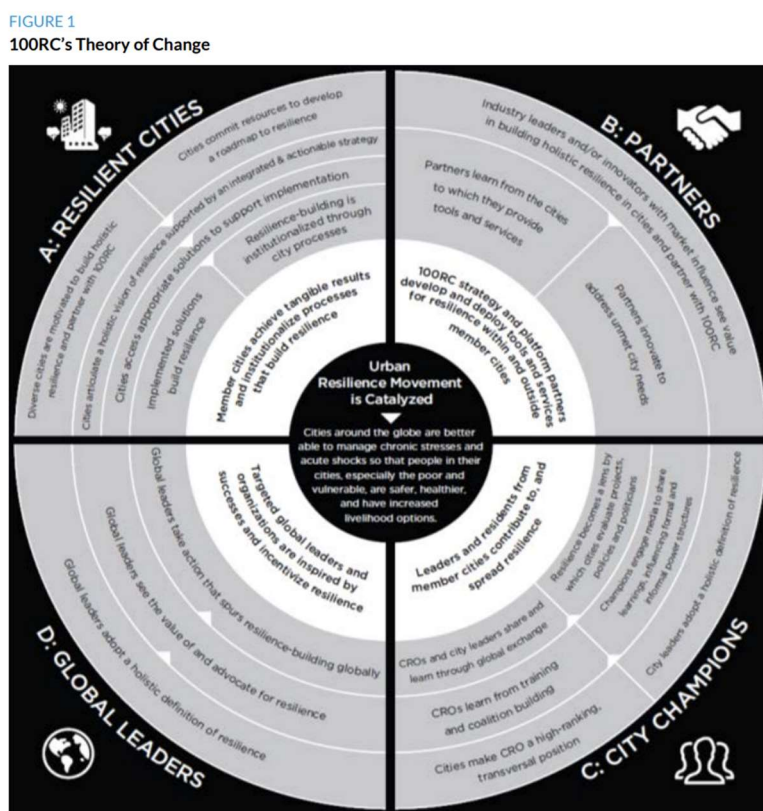 FIGURE 1
100RC's Theory of Change
A: RESILIENT CITIES
Diverse cities are motivated to build holistic
resilience and partner with 100RC
Cities commit resources to develop
a roadmap to resilience
Cities articulate a holistic vision of resilience supported by an integrated & actionable strategy
Cities access appropriate solutions to support implementation
Implemented solutions
build resilience
Resilience-building is
institutionalized through
city processes
Member cities achieve tangible results
and institutionalize processes
that build resilience
B: PARTNERS
Industry leaders and/or innovators with market influence see value
in building holistic resilience in cities and partner with 100RC
Partners learn from the cities
to which they provide
tools and services
Partners innovate to
address unmet city needs
100RC strategy and platform partners
develop and deploy tools and services
for resilience within and outside
member cities
Urban
Resilience Movement
is Catalyzed
Cities around the globe are better
able to manage chronic stresses and
acute shocks so that people in their
cities, especially the poor and
vulnerable, are safer, healthier,
and have increased
livelihood options.
C: CITY CHAMPIONS
City leaders adopt a holistic definition of resilience
Cities make CRO a high-ranking,
transversal position
Champions engage media to share
learnings, influencing formal and
informal power structures
CROs learn from training
and coalition building
Resilience becomes a lens by
which cities evaluate projects,
policies and politicians
CROs and city leaders share and
learn through global exchange
Leaders and residents from
member cities contribute to, and
spread resilience
D: GLOBAL LEADERS
Global leaders adopt a holistic definition of resilience
Global leaders see the value of and advocate for resilience
Global leaders take action that spurs resilience-building globally
Targeted global leaders and
organizations are inspired by
successes and incentivize resilience